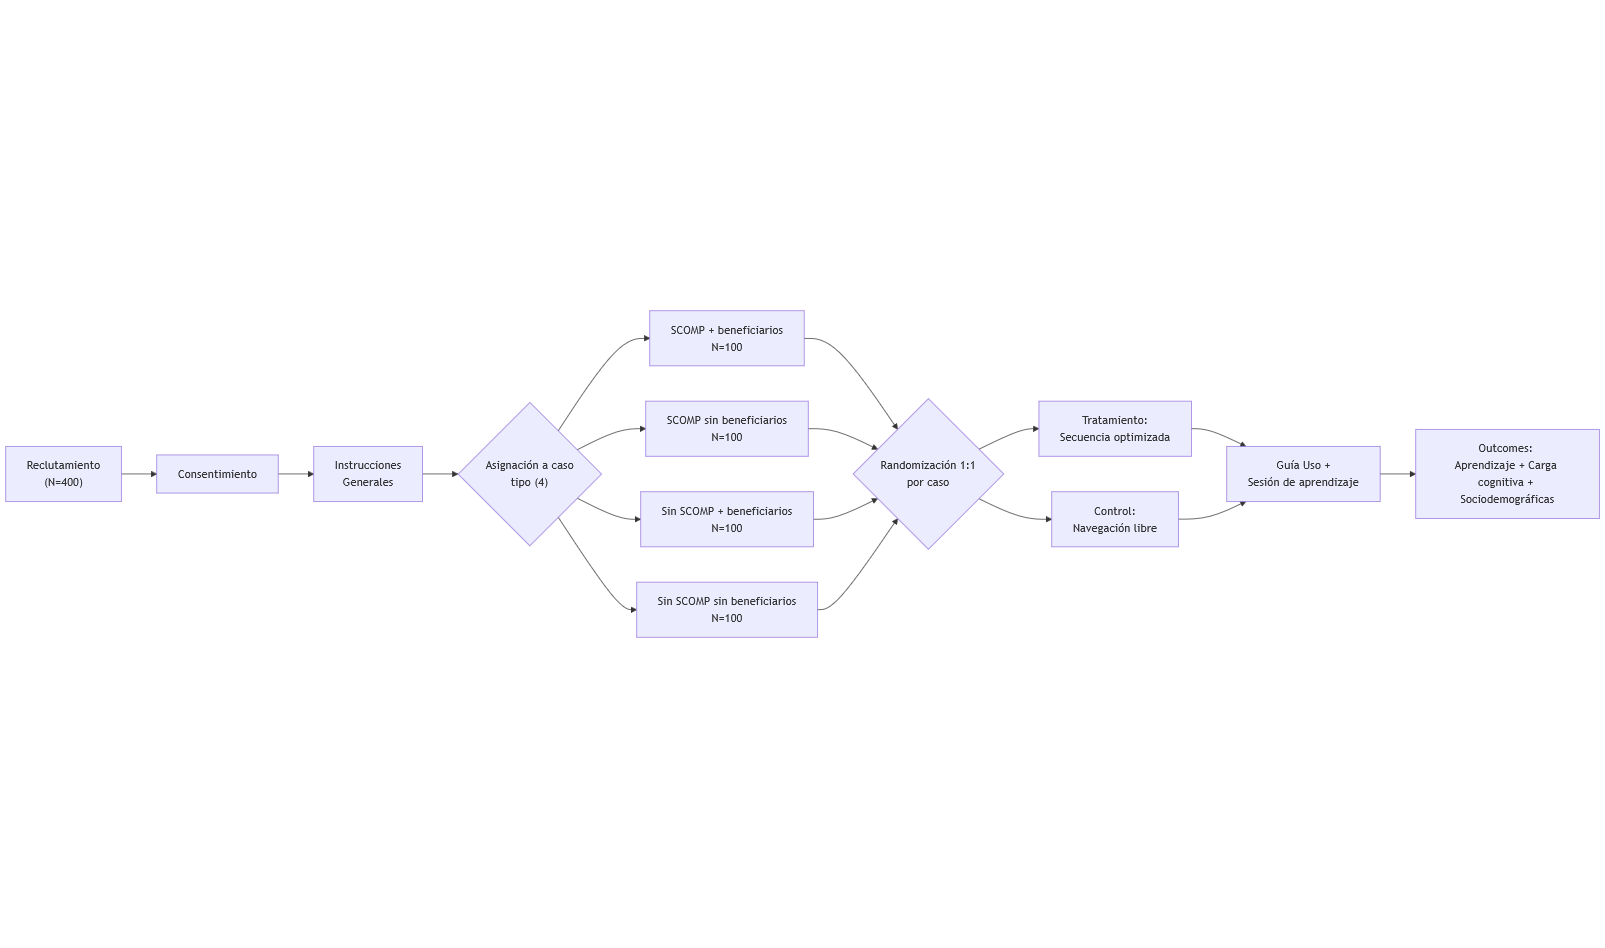 Reclutamiento
(N=400)
Consentimiento
Instrucciones
Generales
Asignación a caso
tipo (4)
SCOMP + beneficiarios
N=100
SCOMP sin beneficiarios
N=100
Sin SCOMP + beneficiarios
N=100
Sin SCOMP sin beneficiarios
N=100
Randomización 1:1
por caso
Tratamiento:
Secuencia optimizada
Control:
Navegación libre
Guía Uso +
Sesión de aprendizaje
Outcomes:
Aprendizaje + Carga
cognitiva +
Sociodemográficas